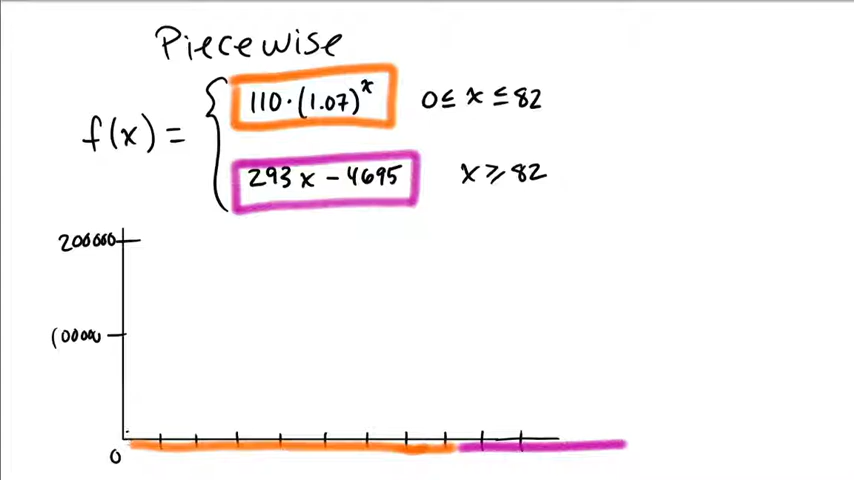 Piecewise
f(x) = { 110·(1.07)^x 0 ≤ x ≤ 82
293x − 4695 x ≥ 82
200000
100000
0